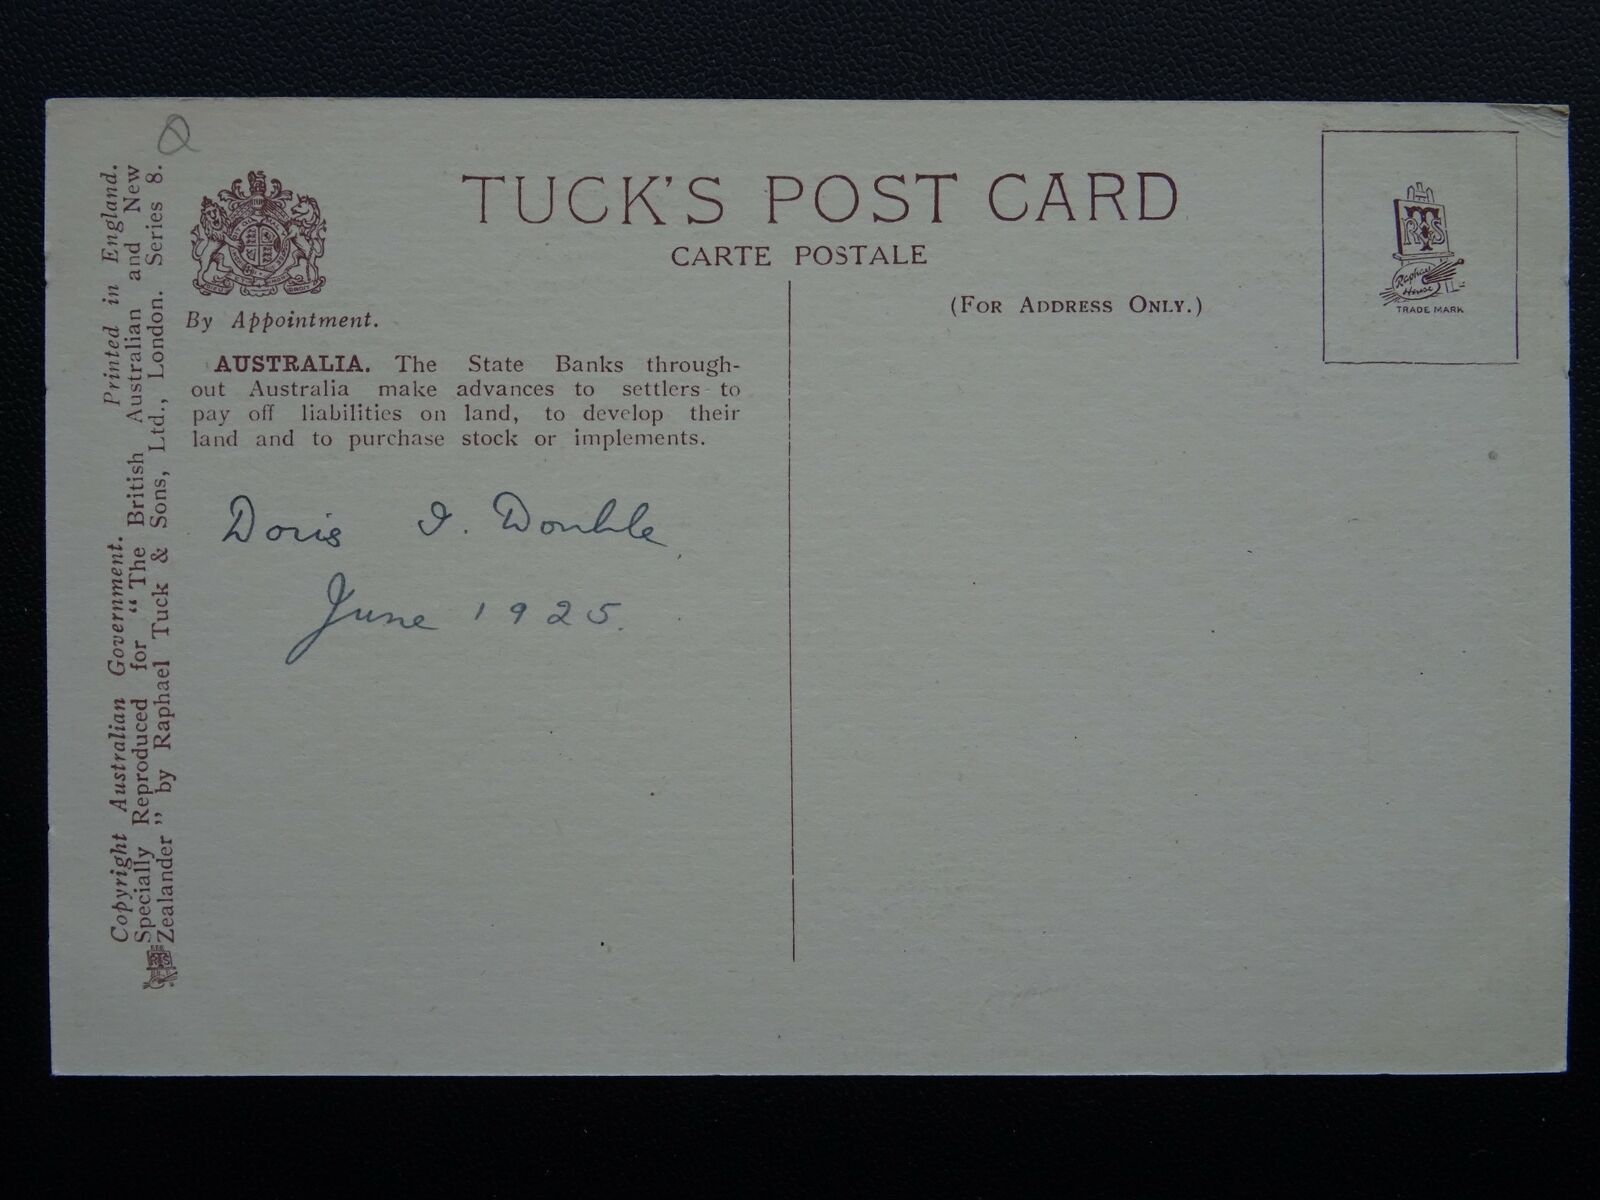 TUCK'S POST CARD
CARTE POSTALE
(For Address Only.)
TRADE MARK
Raphael
House
By Appointment.
AUSTRALIA. The State Banks through-
out Australia make advances to settlers to
pay off liabilities on land, to develop their
land and to purchase stock or implements.
Doris I. Double
June 1925.
Copyright Australian Government. Printed in England.
Specially Reproduced for "The British Australian and New
Zealander" by Raphael Tuck & Sons, Ltd., London. Series 8.